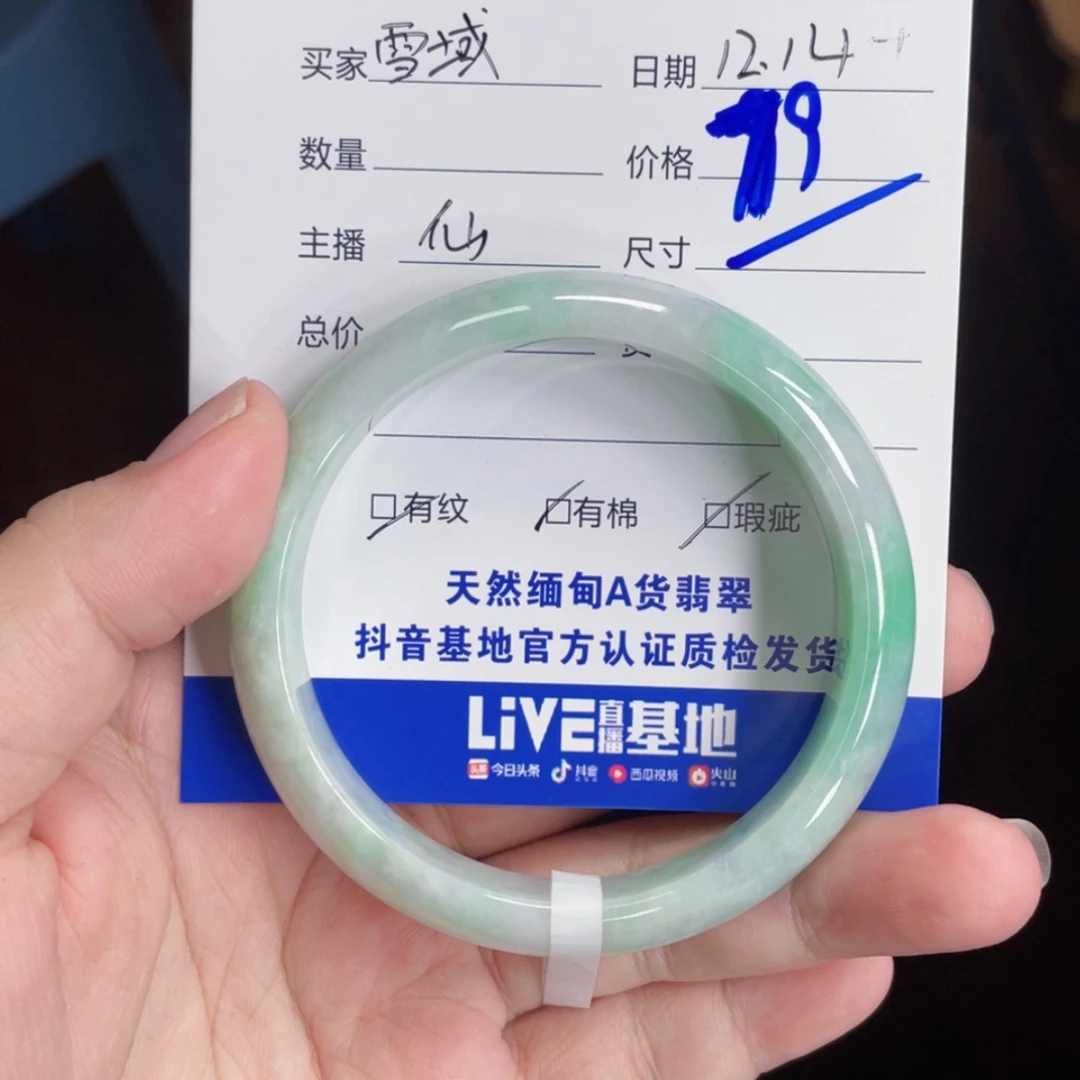 买家 雪域 日期 12.14
数量 价格 99
主播 仙 尺寸
总价
□有纹 □有棉 □瑕疵
天然缅甸A货翡翠
抖音基地官方认证质检发货
LiVE直播基地
头条 今日头条 抖音 西瓜视频 火山